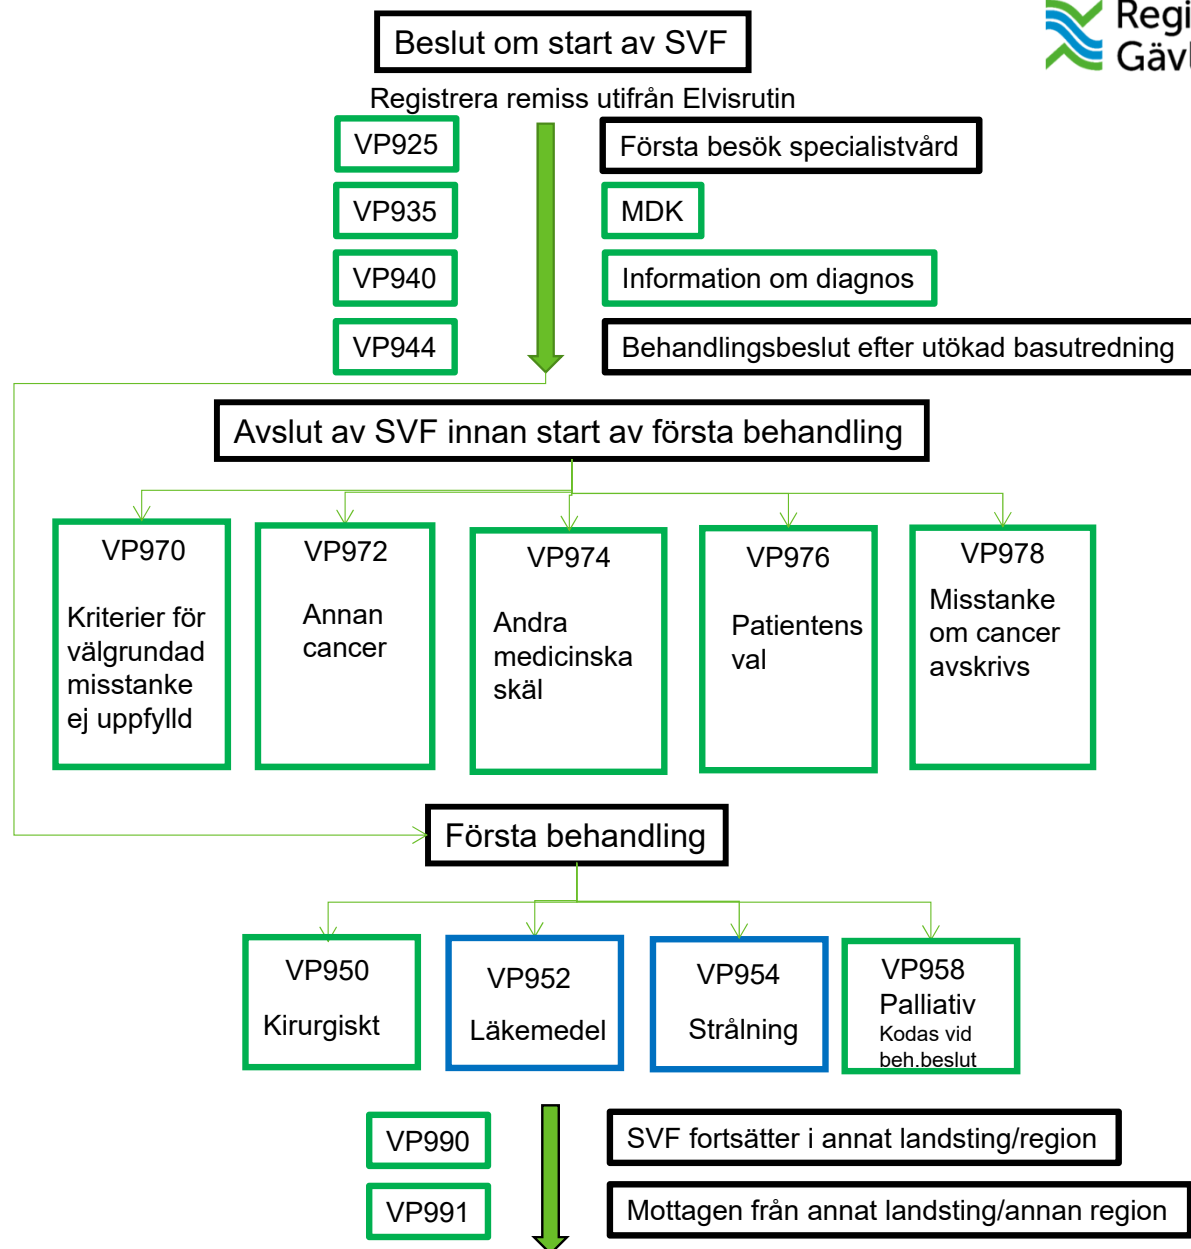 Beslut om start av SVF
Registrera remiss utifrån Elvisrutin
VP925
Första besök specialistvård
VP935
MDK
VP940
Information om diagnos
VP944
Behandlingsbeslut efter utökad basutredning
Avslut av SVF innan start av första behandling
VP970
Kriterier för
välgrundad
misstanke
ej uppfylld
VP972
Annan
cancer
VP974
Andra
medicinska
skäl
VP976
Patientens
val
VP978
Misstanke
om cancer
avskrivs
Första behandling
VP950
Kirurgiskt
VP952
Läkemedel
VP954
Strålning
VP958
Palliativ
Kodas vid
beh.beslut
VP990
SVF fortsätter i annat landsting/region
VP991
Mottagen från annat landsting/annan region